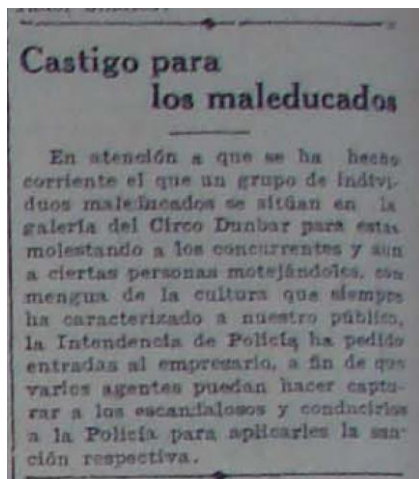 Castigo para
los maleducados
En atención a que se ha hecho
corriente el que un grupo de indivi-
duos maleducados se sitúan en la
galería del Circo Dunbar para estar
molestando a los concurrentes y aun
a ciertas personas motejándoles, con
mengua de la cultura que siempre
ha caracterizado a nuestro público,
la Intendencia de Policía ha pedido
entradas al empresario, a fin de que
varios agentes puedan hacer captu-
rar a los escandalosos y conducirlos
a la Policía para aplicarles la san-
ción respectiva.